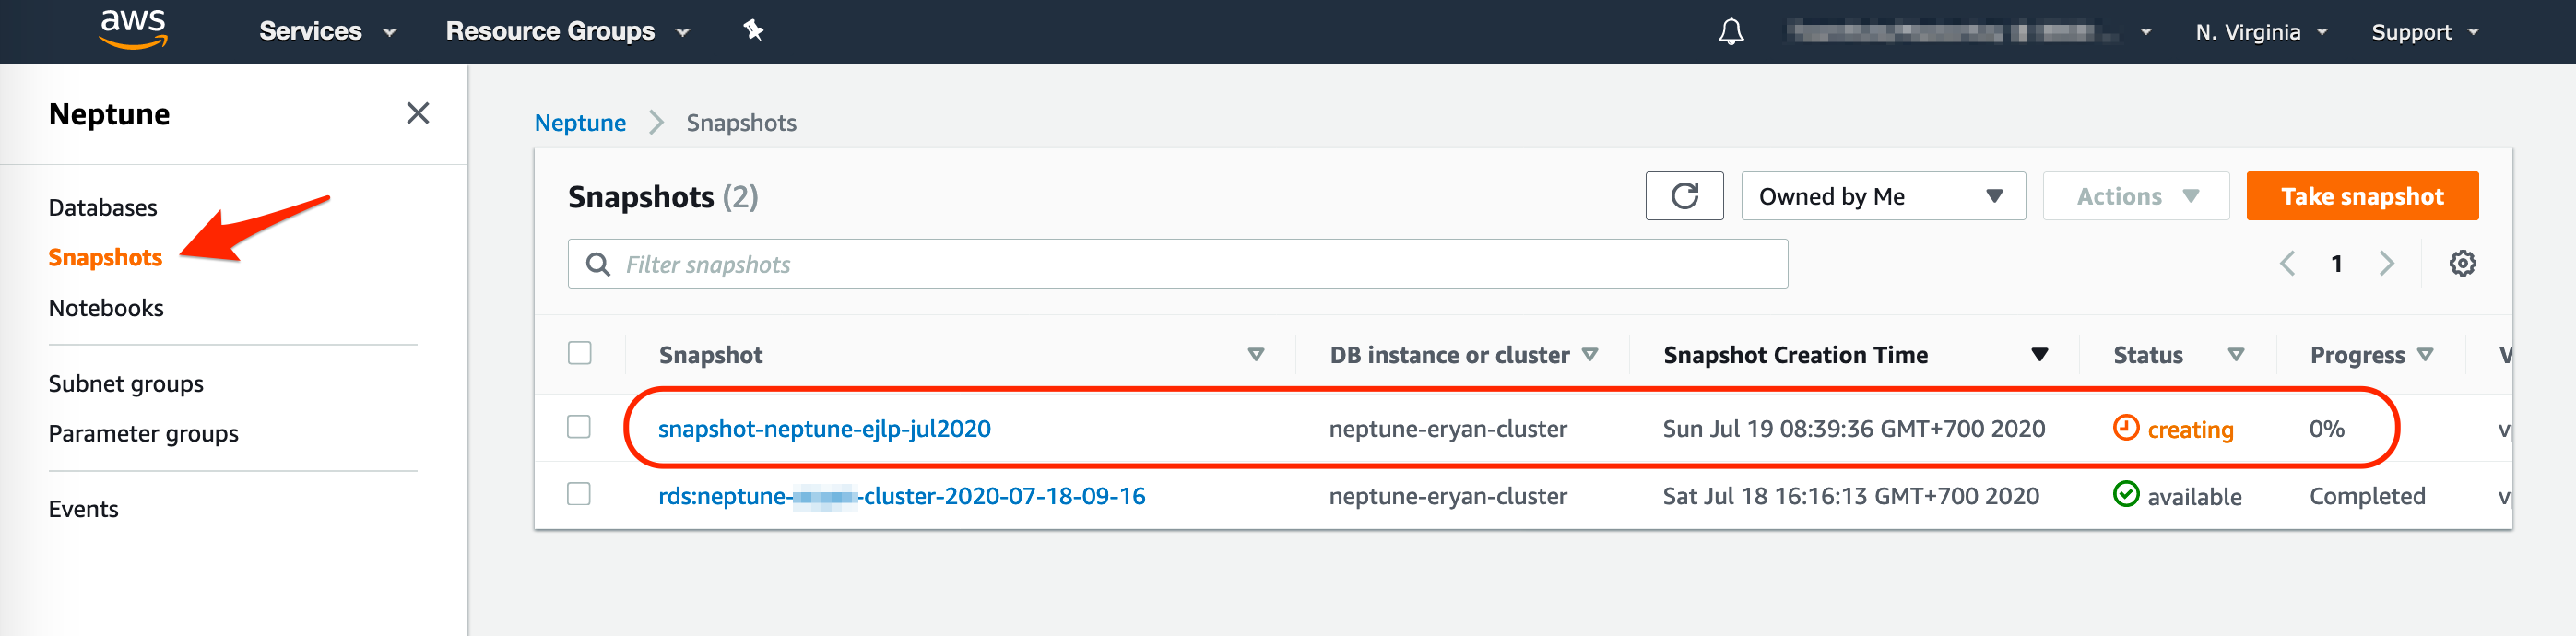 aws Services Resource Groups N. Virginia Support
Neptune
Databases
Snapshots
Notebooks
Subnet groups
Parameter groups
Events
Neptune Snapshots
Snapshots (2) Owned by Me Actions Take snapshot
Filter snapshots 1
Snapshot DB instance or cluster Snapshot Creation Time Status Progress V
snapshot-neptune-ejlp-jul2020 neptune-eryan-cluster Sun Jul 19 08:39:36 GMT+700 2020 creating 0%
rds:neptune- -cluster-2020-07-18-09-16 neptune-eryan-cluster Sat Jul 18 16:16:13 GMT+700 2020 available Completed